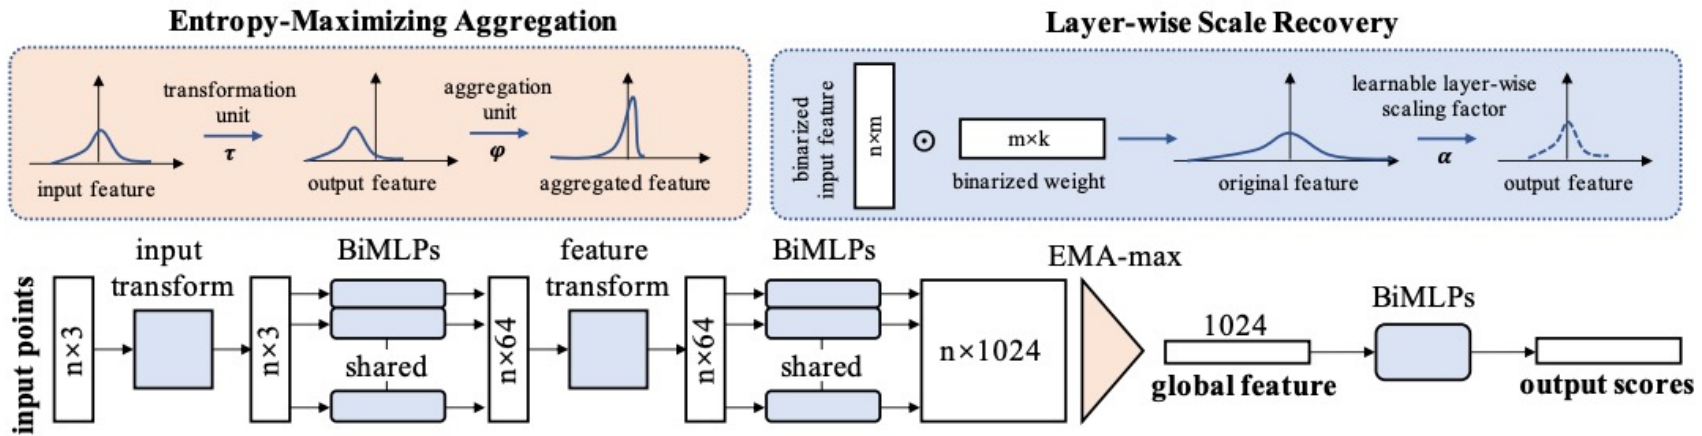 Entropy-Maximizing Aggregation
transformation
unit
τ
aggregation
unit
φ
input feature
output feature
aggregated feature
Layer-wise Scale Recovery
binarized
input feature
n×m
⊙
m×k
binarized weight
original feature
learnable layer-wise
scaling factor
α
output feature
input points
n×3
input
transform
n×3
BiMLPs
shared
n×64
feature
transform
n×64
BiMLPs
shared
n×1024
EMA-max
1024
global feature
BiMLPs
output scores